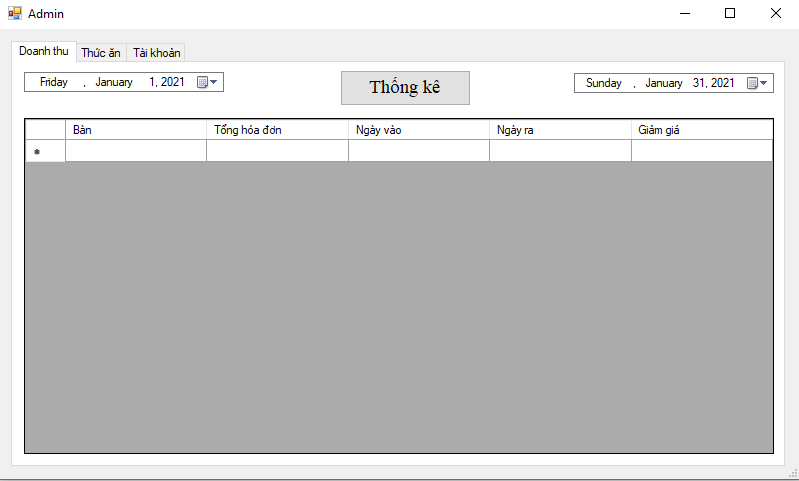 Admin
Doanh thu Thức ăn Tài khoản
Friday , January 1, 2021
Thống kê
Sunday , January 31, 2021
Bàn Tổng hóa đơn Ngày vào Ngày ra Giảm giá
*